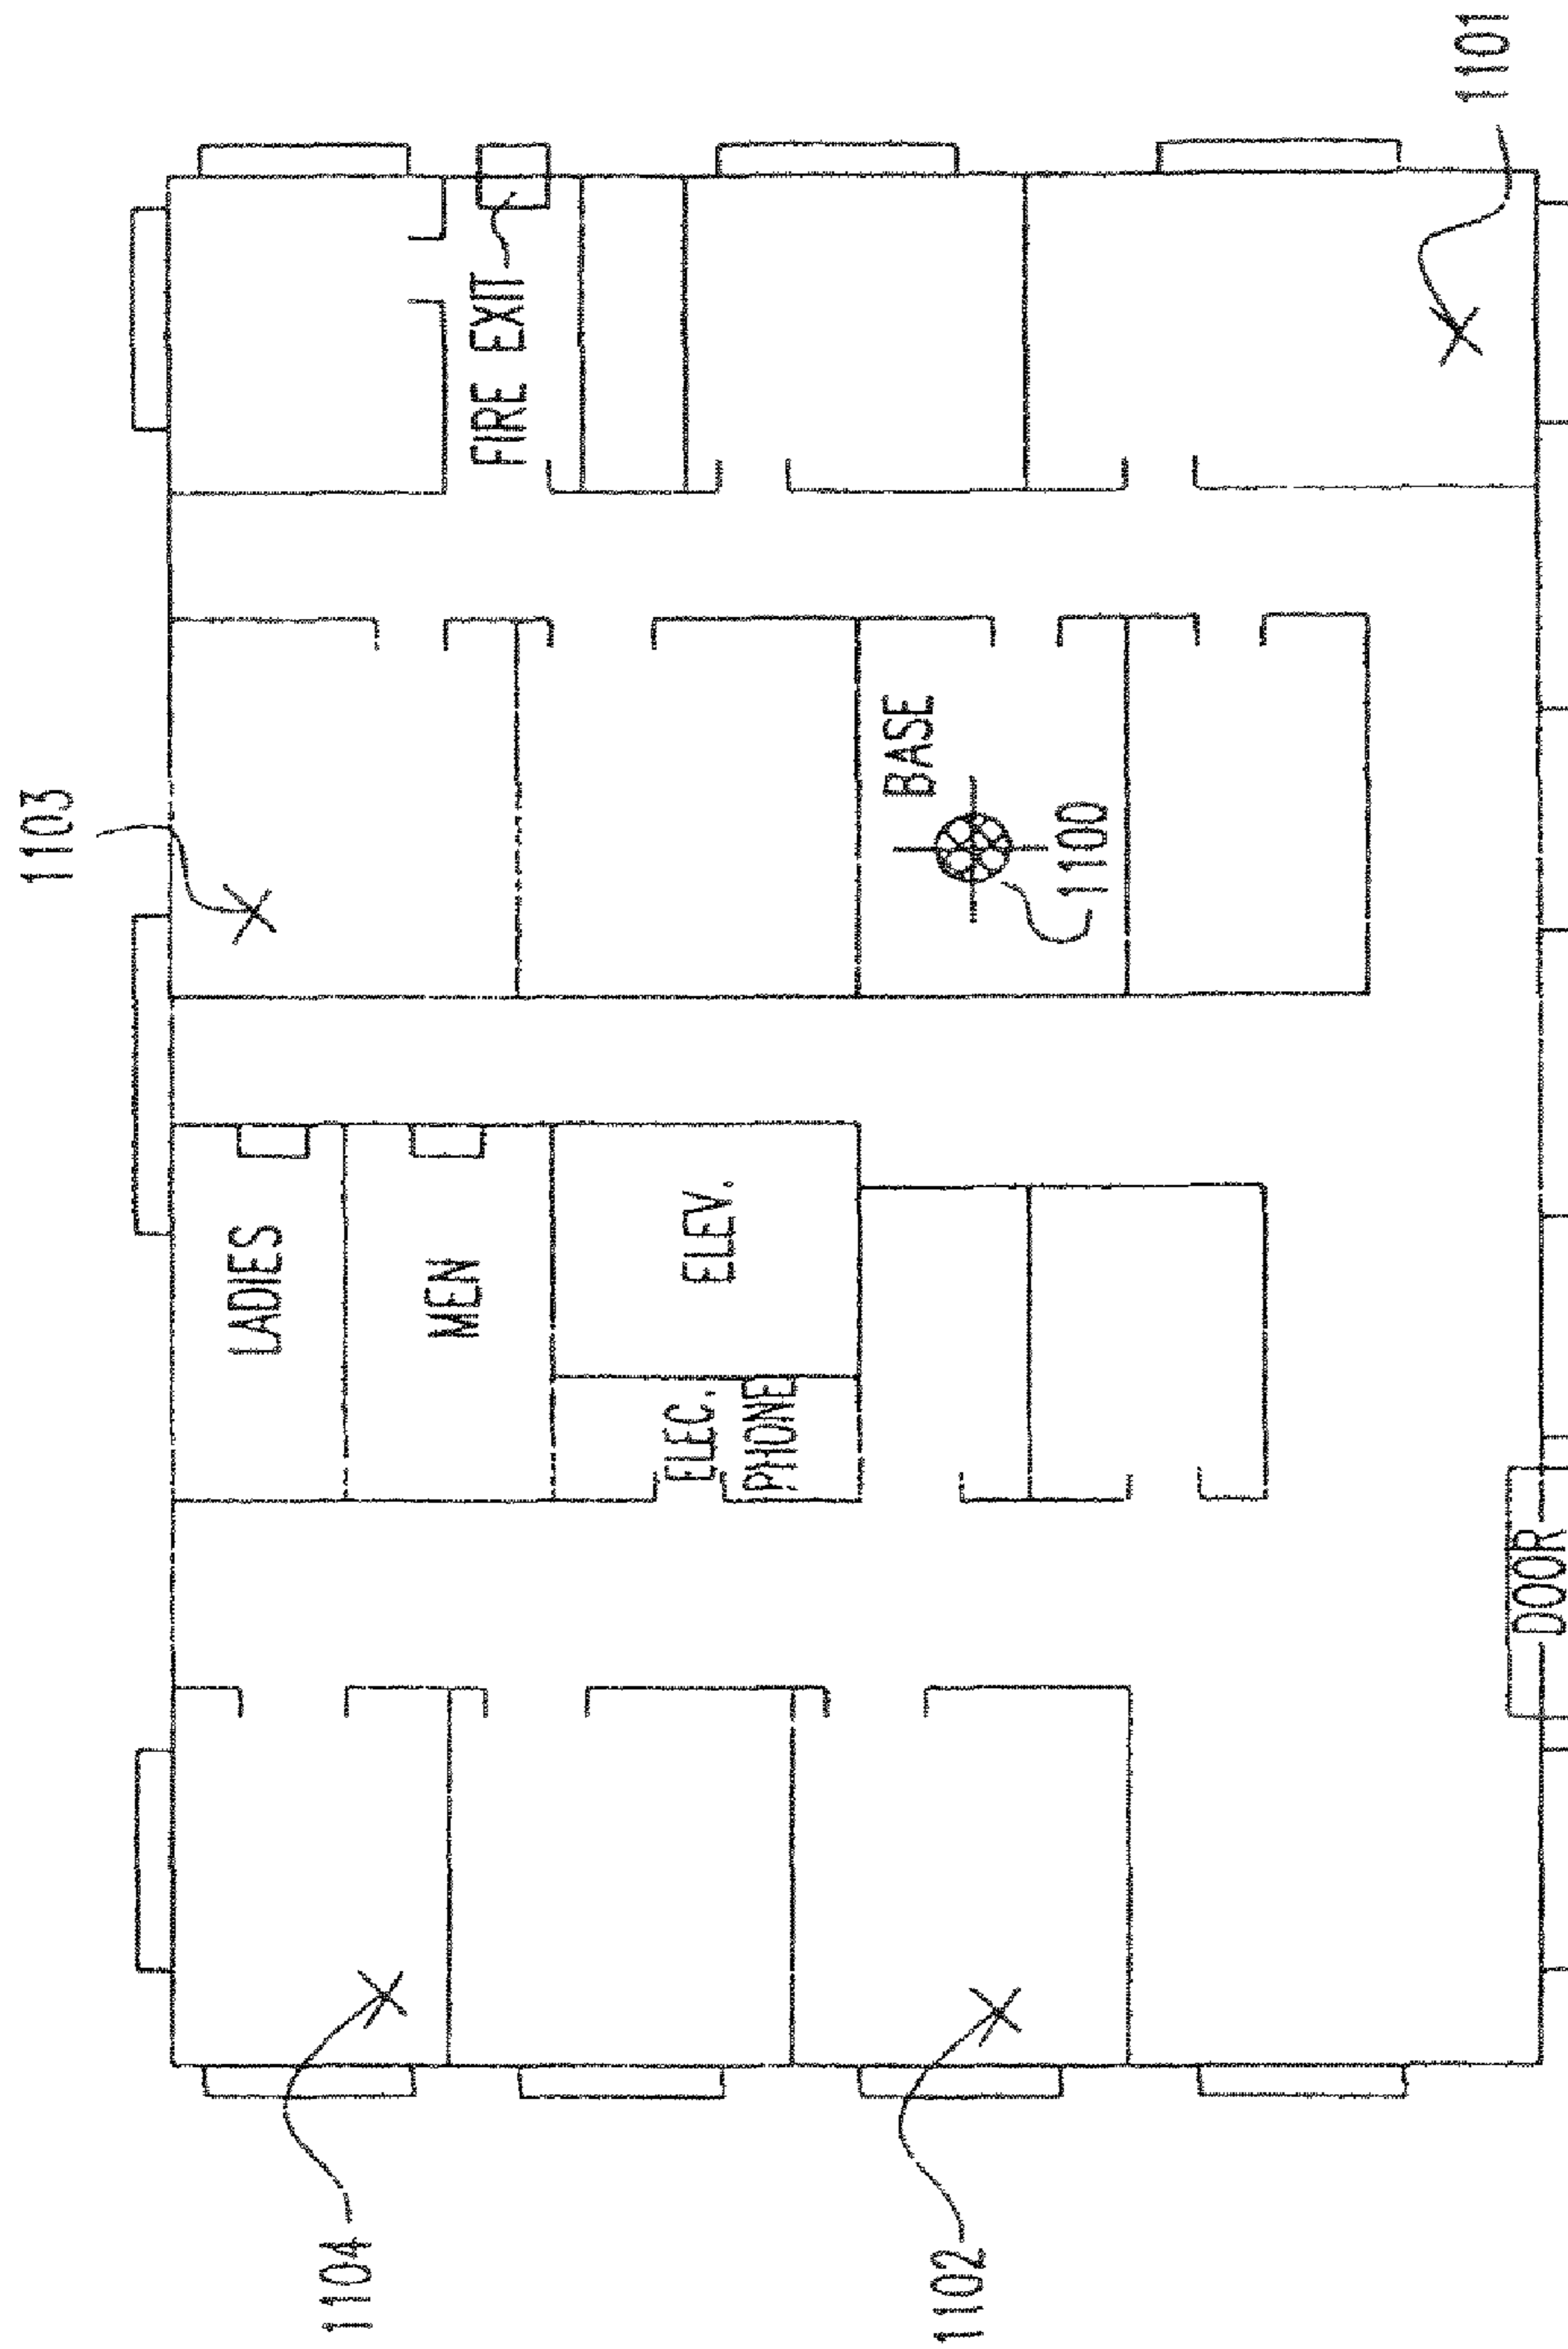 1103
1101
FIRE EXIT
BASE
1100
LADIES
MEN
ELEV.
ELEC.
PHONE
DOOR
1104
1102